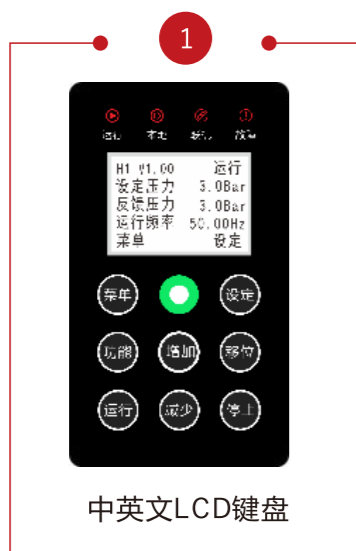 1
运行 本地 故障
H1 V1.00 运行
设定压力 3.0Bar
反馈压力 3.0Bar
运行频率 50.00Hz
菜单 设定
菜单 设定
功能 增加 移位
运行 减少 停止
中英文LCD键盘